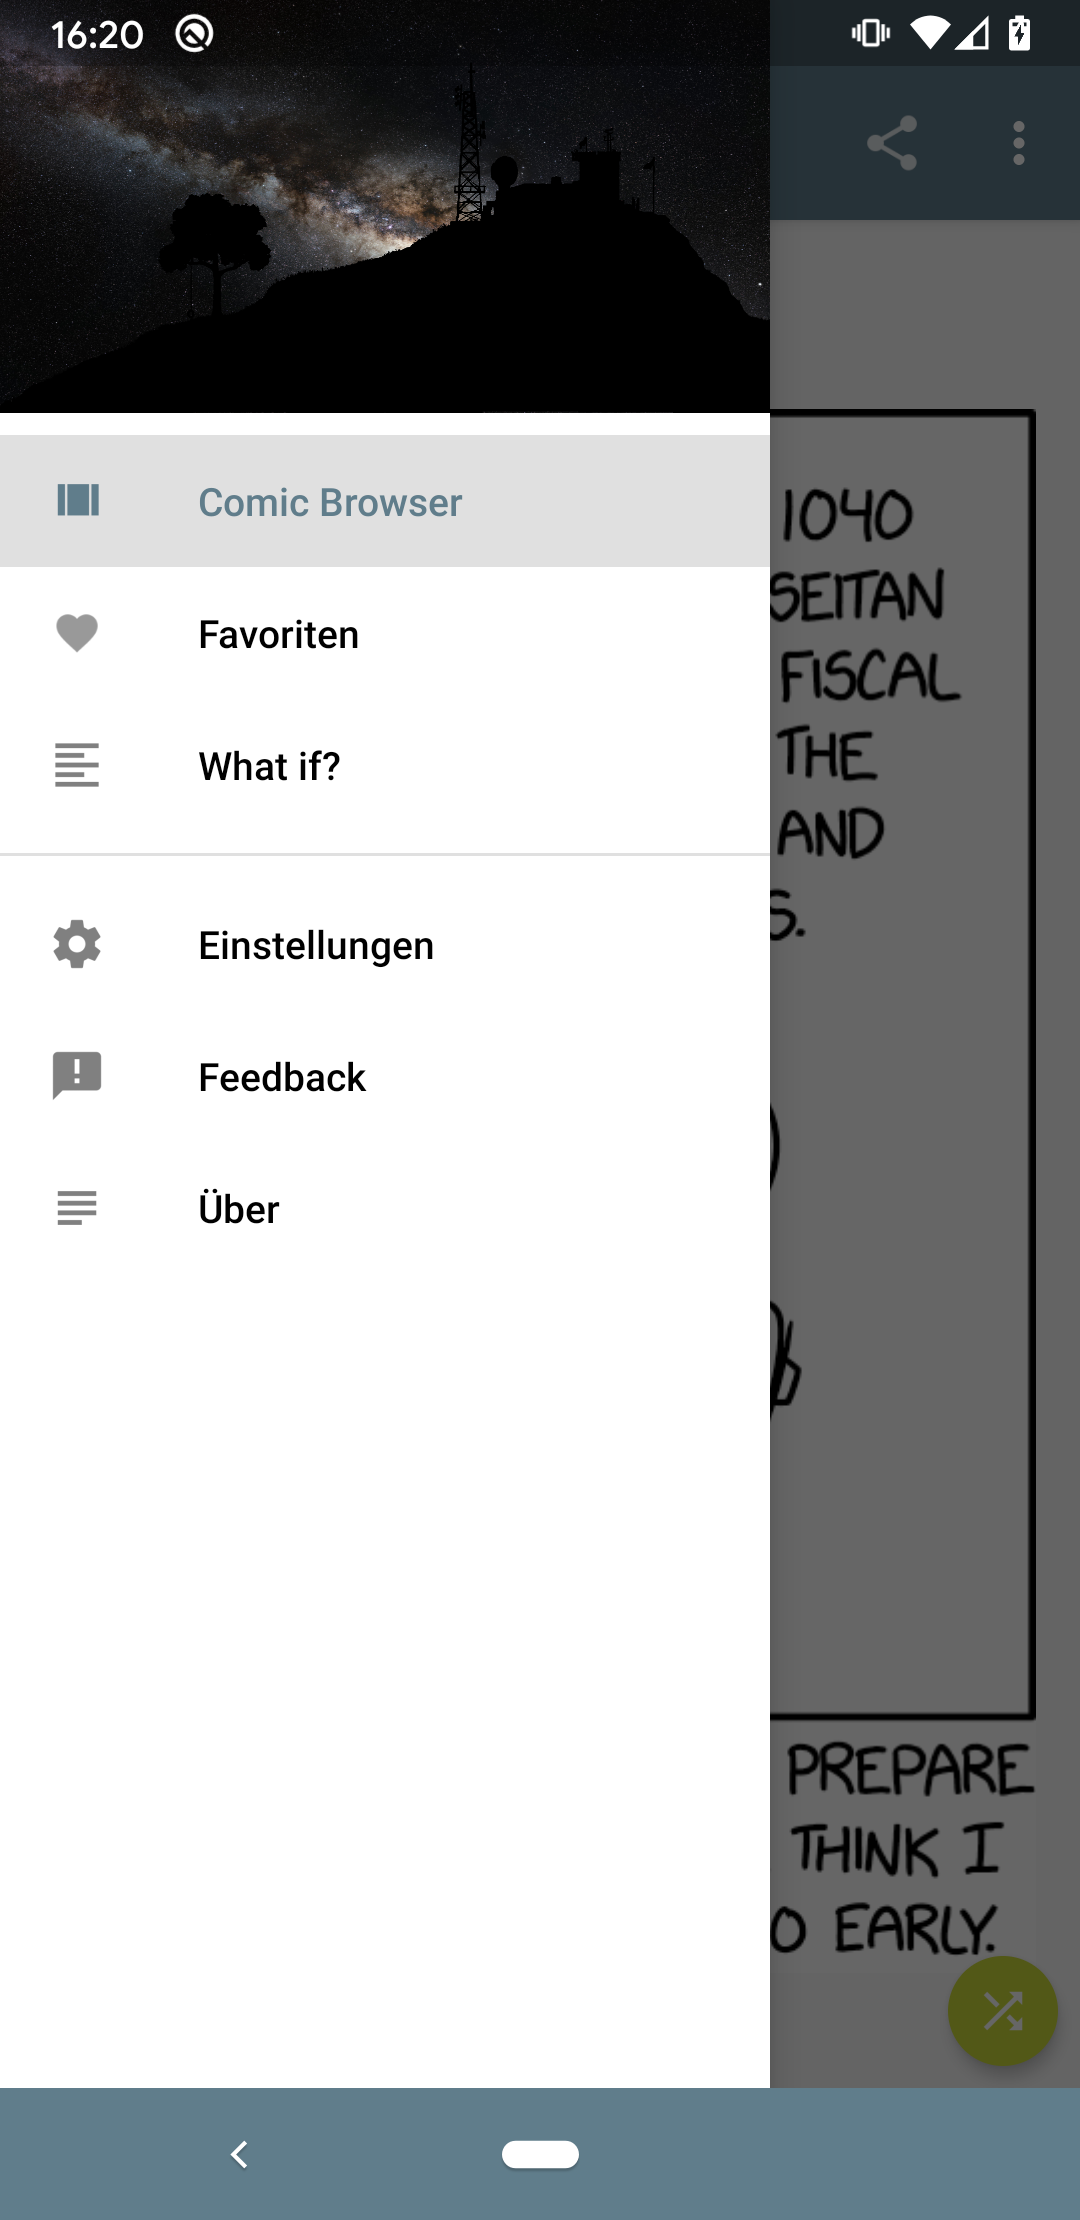 16:20
Comic Browser
Favoriten
What if?
Einstellungen
Feedback
Über
1040
SEITAN
FISCAL
THE
AND
S.
PREPARE
THINK I
O EARLY.